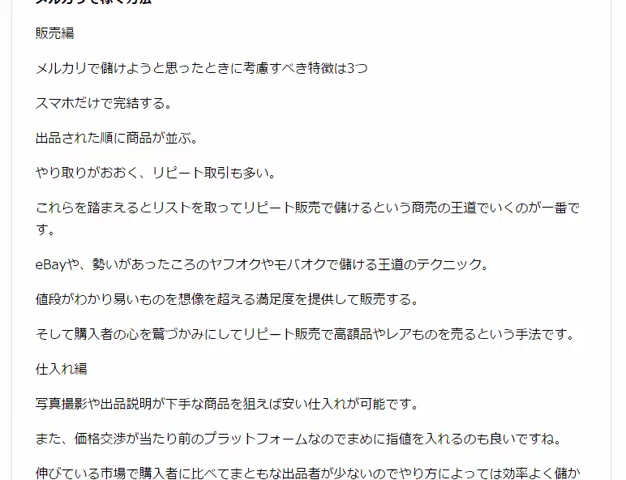 メルカリで稼ぐ方法
販売編
メルカリで儲けようと思ったときに考慮すべき特徴は3つ
スマホだけで完結する。
出品された順に商品が並ぶ。
やり取りがおおく、リピート取引も多い。
これらを踏まえるとリストを取ってリピート販売で儲けるという商売の王道でいくのが一番で
す。
eBayや、勢いがあったころのヤフオクやモバオクで儲ける王道のテクニック。
値段がわかり易いものを想像を超える満足度を提供して販売する。
そして購入者の心を鷲づかみにしてリピート販売で高額品やレアものを売るという手法です。
仕入れ編
写真撮影や出品説明が下手な商品を狙えば安い仕入れが可能です。
また、価格交渉が当たり前のプラットフォームなのでまめに指値を入れるのも良いですね。
伸びている市場で購入者に比べてまともな出品者が少ないのでやり方によっては効率よく儲か